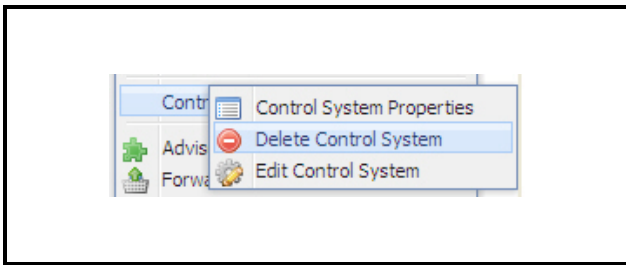 Contr
Control System Properties
Advis
Delete Control System
Forwa
Edit Control System